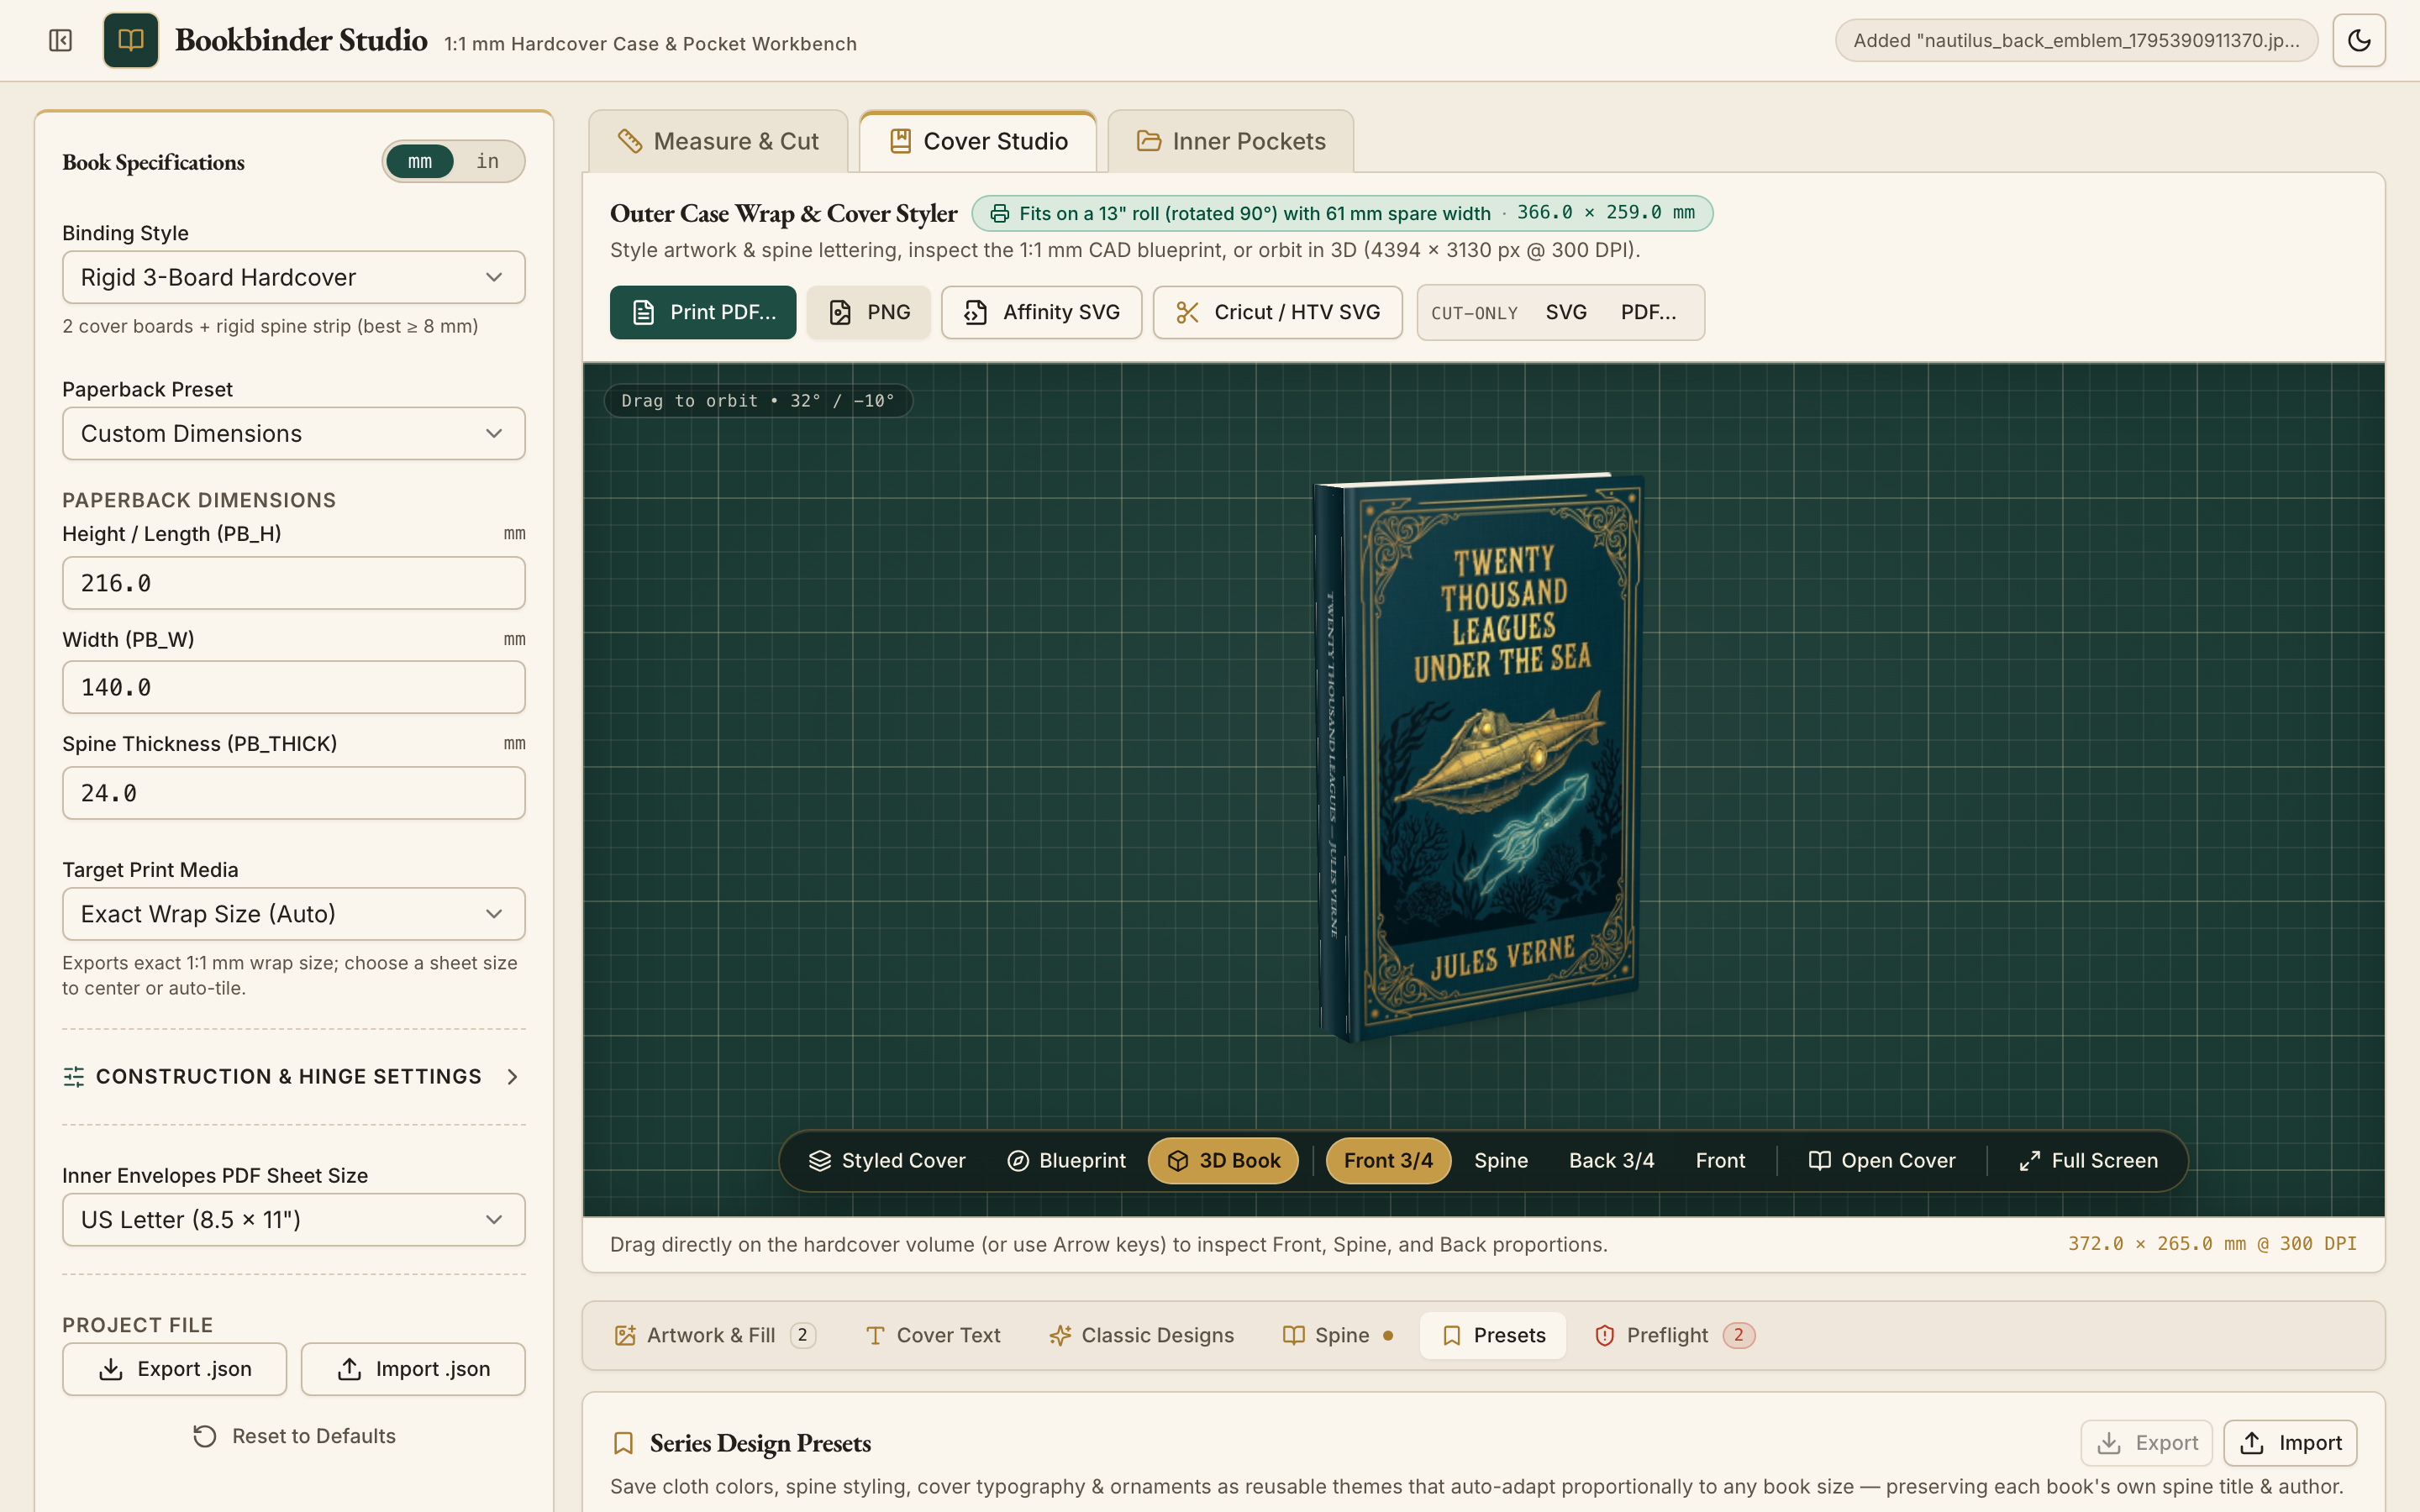 Bookbinder Studio
1:1 mm Hardcover Case & Pocket Workbench
Added "nautilus_back_emblem_1795390911370.jp...
Book Specifications
mm
in
Binding Style
Rigid 3-Board Hardcover
2 cover boards + rigid spine strip (best ≥ 8 mm)
Paperback Preset
Custom Dimensions
PAPERBACK DIMENSIONS
Height / Length (PB_H)
mm
216.0
Width (PB_W)
mm
140.0
Spine Thickness (PB_THICK)
mm
24.0
Target Print Media
Exact Wrap Size (Auto)
Exports exact 1:1 mm wrap size; choose a sheet size
to center or auto-tile.
CONSTRUCTION & HINGE SETTINGS
Inner Envelopes PDF Sheet Size
US Letter (8.5 × 11")
PROJECT FILE
Export .json
Import .json
Reset to Defaults
Measure & Cut
Cover Studio
Inner Pockets
Outer Case Wrap & Cover Styler
Fits on a 13" roll (rotated 90°) with 61 mm spare width · 366.0 × 259.0 mm
Style artwork & spine lettering, inspect the 1:1 mm CAD blueprint, or orbit in 3D (4394 × 3130 px @ 300 DPI).
Print PDF...
PNG
Affinity SVG
Cricut / HTV SVG
CUT-ONLY
SVG
PDF...
Drag to orbit • 32° / −10°
TWENTY THOUSAND LEAGUES — JULES VERNE
TWENTY
THOUSAND
LEAGUES
UNDER THE SEA
JULES VERNE
Styled Cover
Blueprint
3D Book
Front 3/4
Spine
Back 3/4
Front
Open Cover
Full Screen
Drag directly on the hardcover volume (or use Arrow keys) to inspect Front, Spine, and Back proportions.
372.0 × 265.0 mm @ 300 DPI
Artwork & Fill 2
Cover Text
Classic Designs
Spine
Presets
Preflight 2
Series Design Presets
Export
Import
Save cloth colors, spine styling, cover typography & ornaments as reusable themes that auto-adapt proportionally to any book size — preserving each book's own spine title & author.